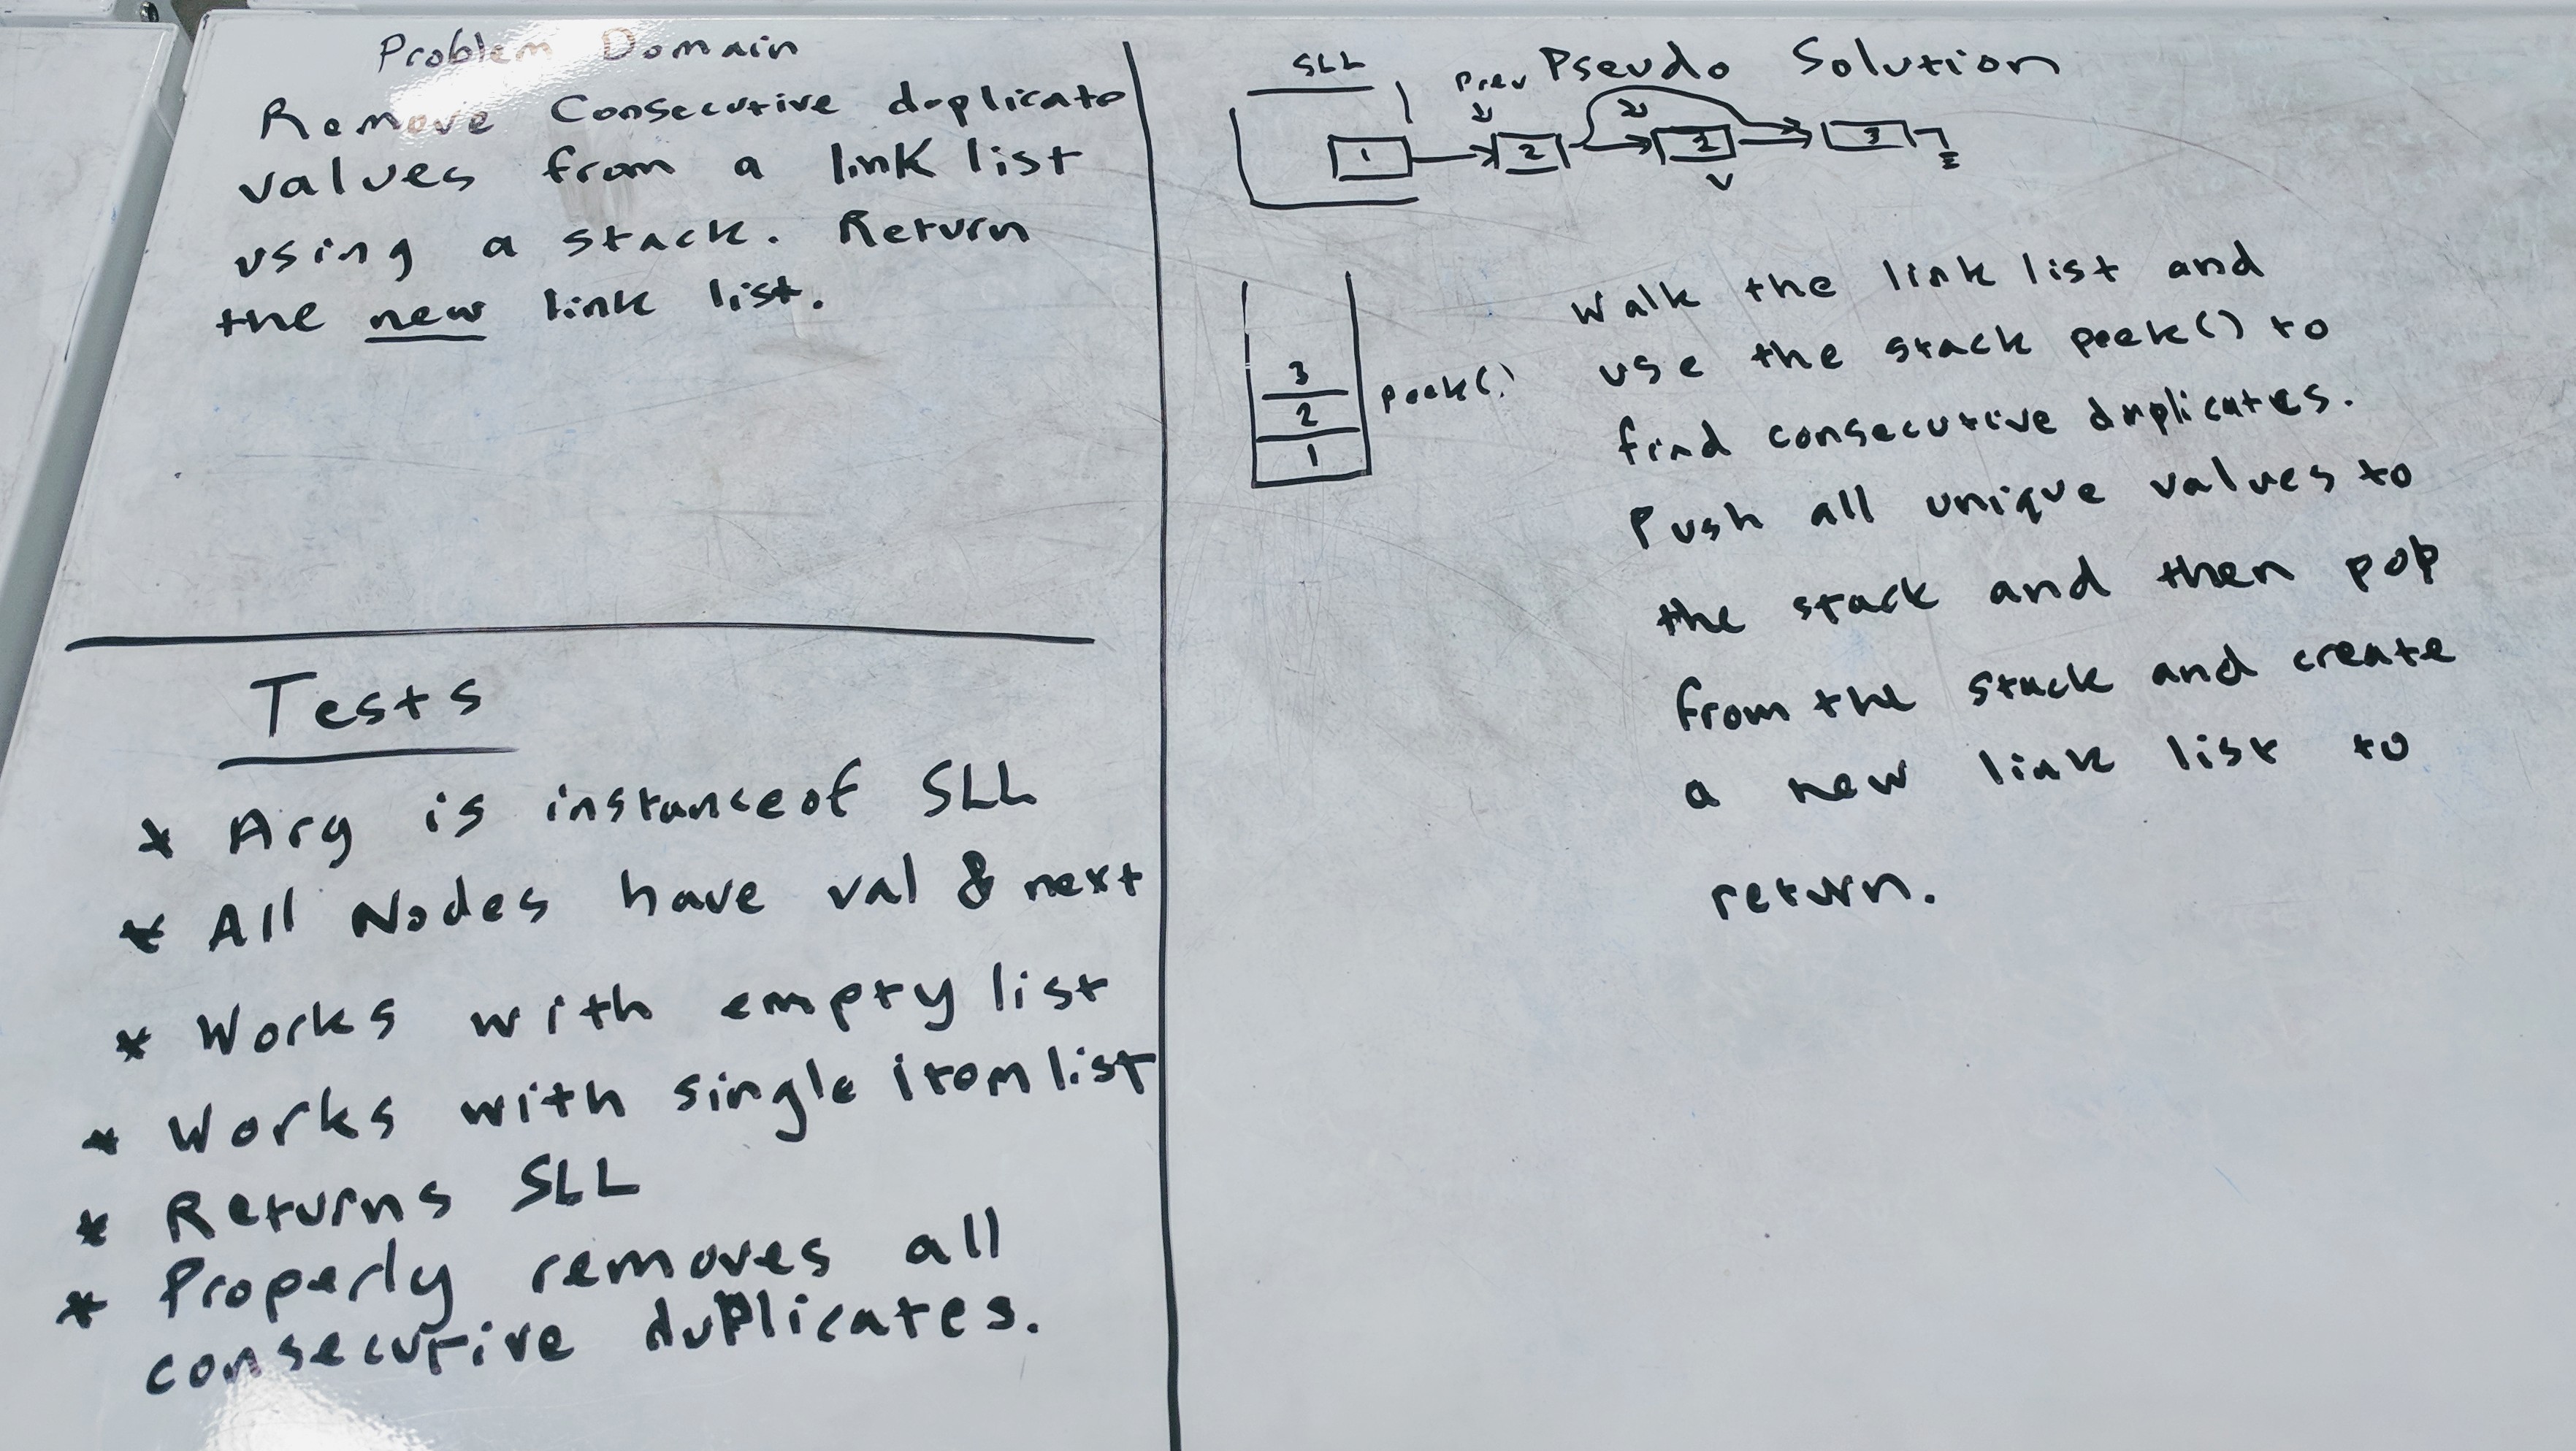 Problem Domain
Remove Consecutive duplicate
values from a link list
using a stack. Return
the new link list.
Tests
* Arg is instanceof SLL
* All Nodes have val & next
* Works with empty list
* Works with single item list
* Returns SLL
* Properly removes all
consecutive duplicates.
Pseudo Solution
SLL
Prev
1 2 2 3
3
2
1
peek()
Walk the link list and
use the stack peek() to
find consecutive duplicates.
Push all unique values to
the stack and then pop
from the stack and create
a new link list to
return.